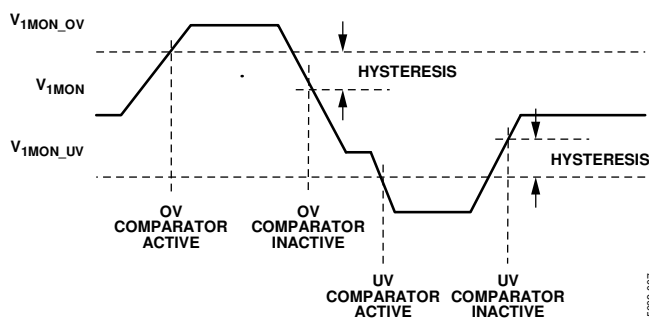 V1MON_OV
HYSTERESIS
V1MON
V1MON_UV
HYSTERESIS
OV
COMPARATOR
ACTIVE
OV
COMPARATOR
INACTIVE
UV
COMPARATOR
ACTIVE
UV
COMPARATOR
INACTIVE